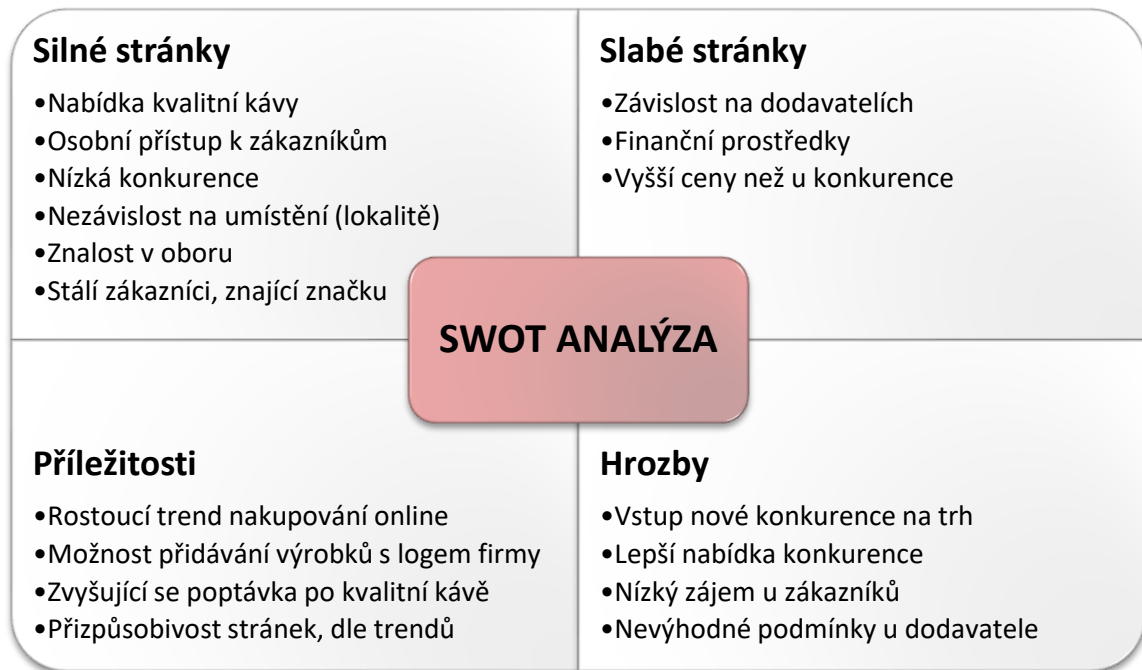 Silné stránky
•Nabídka kvalitní kávy
•Osobní přístup k zákazníkům
•Nízká konkurence
•Nezávislost na umístění (lokalitě)
•Znalost v oboru
•Stálí zákazníci, znající značku
Slabé stránky
•Závislost na dodavatelích
•Finanční prostředky
•Vyšší ceny než u konkurence
SWOT ANALÝZA
Příležitosti
•Rostoucí trend nakupování online
•Možnost přidávání výrobků s logem firmy
•Zvyšující se poptávka po kvalitní kávě
•Přizpůsobivost stránek, dle trendů
Hrozby
•Vstup nové konkurence na trh
•Lepší nabídka konkurence
•Nízký zájem u zákazníků
•Nevýhodné podmínky u dodavatele